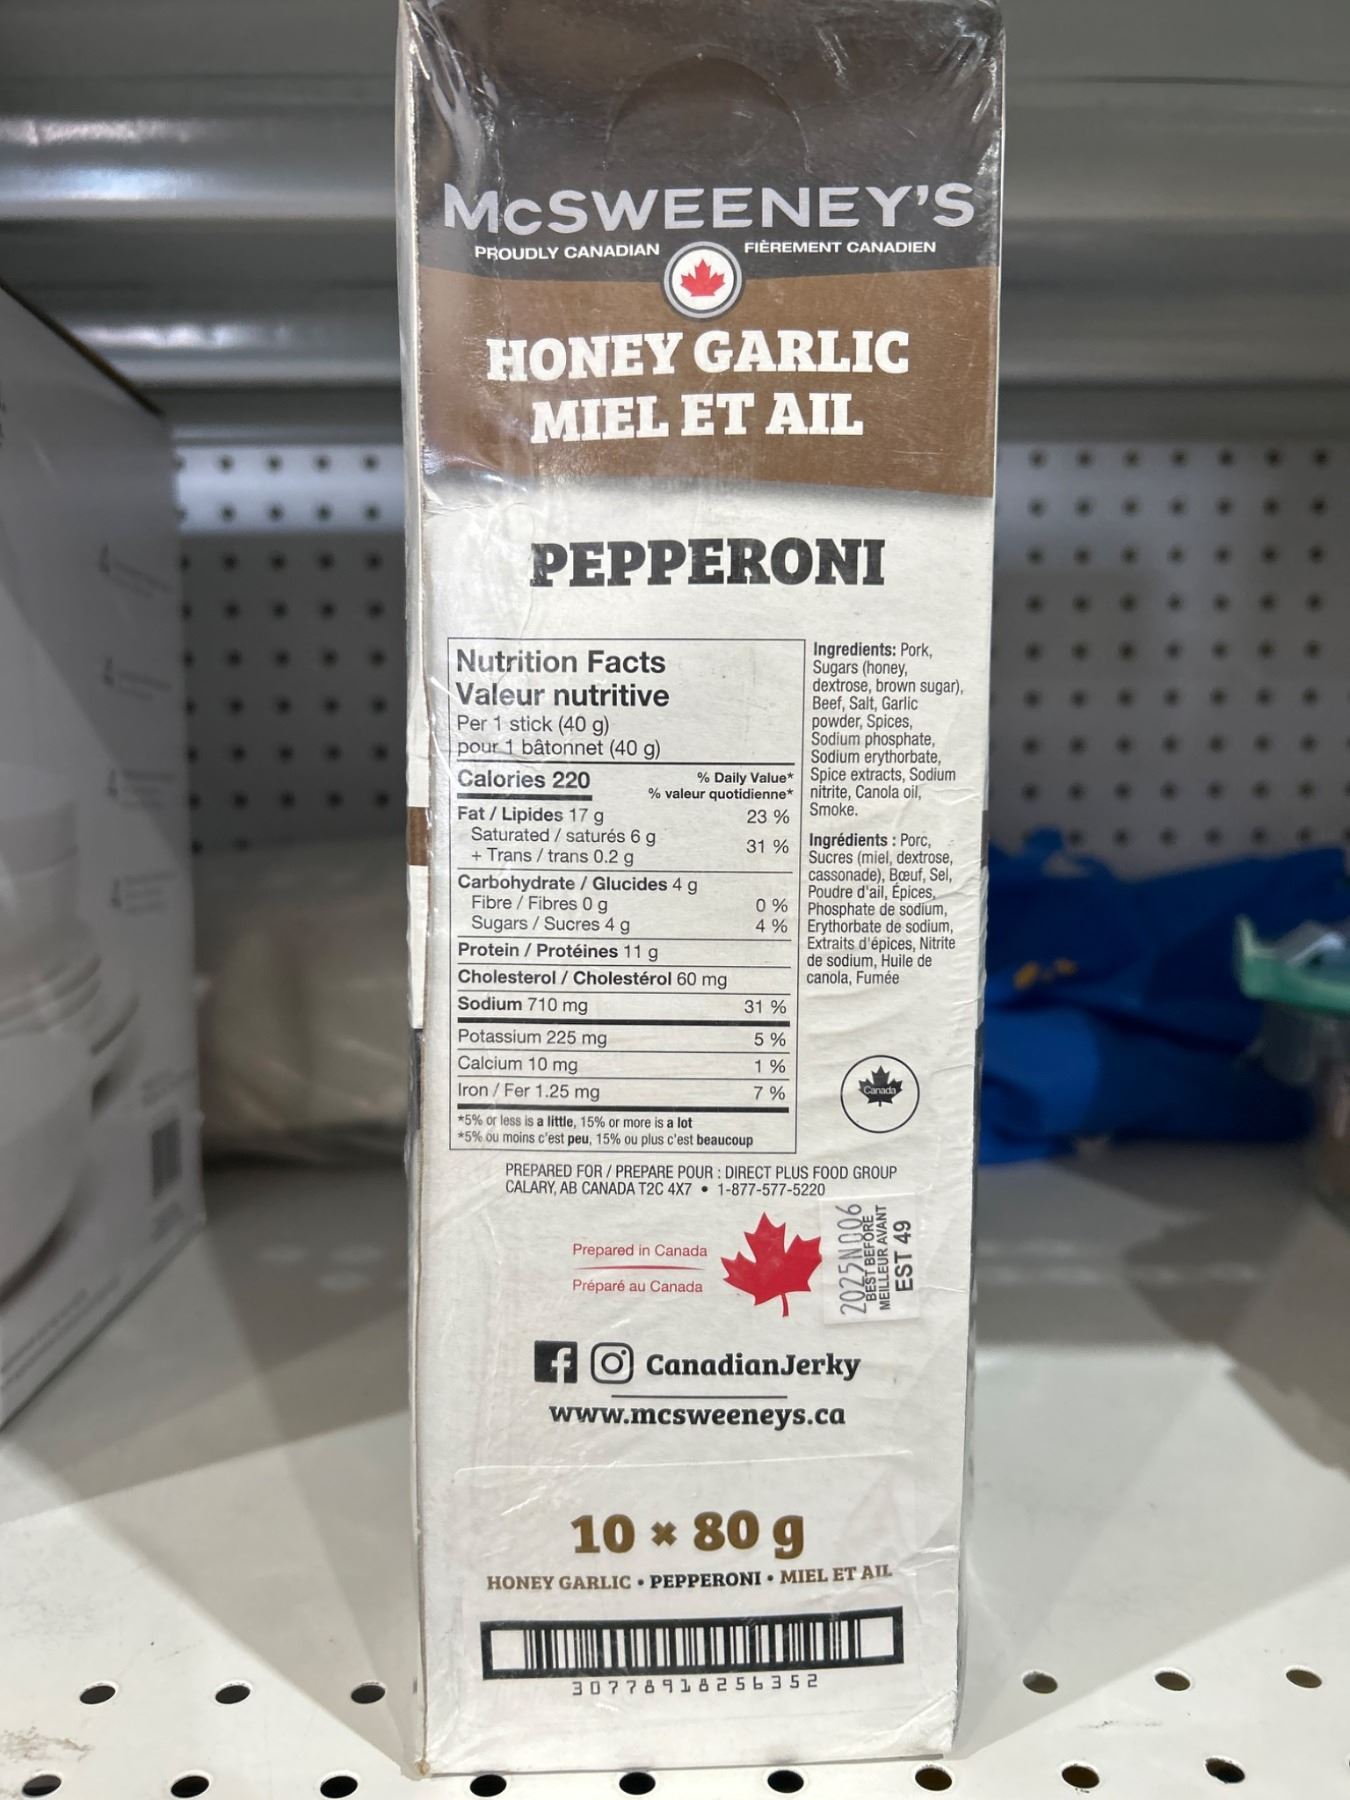 McSWEENEY'S
PROUDLY CANADIAN FIÈREMENT CANADIEN
HONEY GARLIC
MIEL ET AIL
PEPPERONI
Nutrition Facts
Valeur nutritive
Per 1 stick (40 g)
pour 1 bâtonnet (40 g)
Calories 220
% Daily Value*
% valeur quotidienne*
Fat / Lipides 17 g 23 %
Saturated / saturés 6 g
+ Trans / trans 0.2 g 31 %
Carbohydrate / Glucides 4 g
Fibre / Fibres 0 g 0 %
Sugars / Sucres 4 g 4 %
Protein / Protéines 11 g
Cholesterol / Cholestérol 60 mg
Sodium 710 mg 31 %
Potassium 225 mg 5 %
Calcium 10 mg 1 %
Iron / Fer 1.25 mg 7 %
*5% or less is a little, 15% or more is a lot
*5% ou moins c'est peu, 15% ou plus c'est beaucoup
Ingredients: Pork,
Sugars (honey,
dextrose, brown sugar),
Beef, Salt, Garlic
powder, Spices,
Sodium phosphate,
Sodium erythorbate,
Spice extracts, Sodium
nitrite, Canola oil,
Smoke.
Ingrédients : Porc,
Sucres (miel, dextrose,
cassonade), Bœuf, Sel,
Poudre d'ail, Épices,
Phosphate de sodium,
Erythorbate de sodium,
Extraits d'épices, Nitrite
de sodium, Huile de
canola, Fumée
Canada
PREPARED FOR / PREPARE POUR : DIRECT PLUS FOOD GROUP
CALARY, AB CANADA T2C 4X7 • 1-877-577-5220
Prepared in Canada
Préparé au Canada
2025N006
BEST BEFORE
MEILLEUR AVANT
EST 49
CanadianJerky
www.mcsweeneys.ca
10 × 80 g
HONEY GARLIC • PEPPERONI • MIEL ET AIL
30778918256352